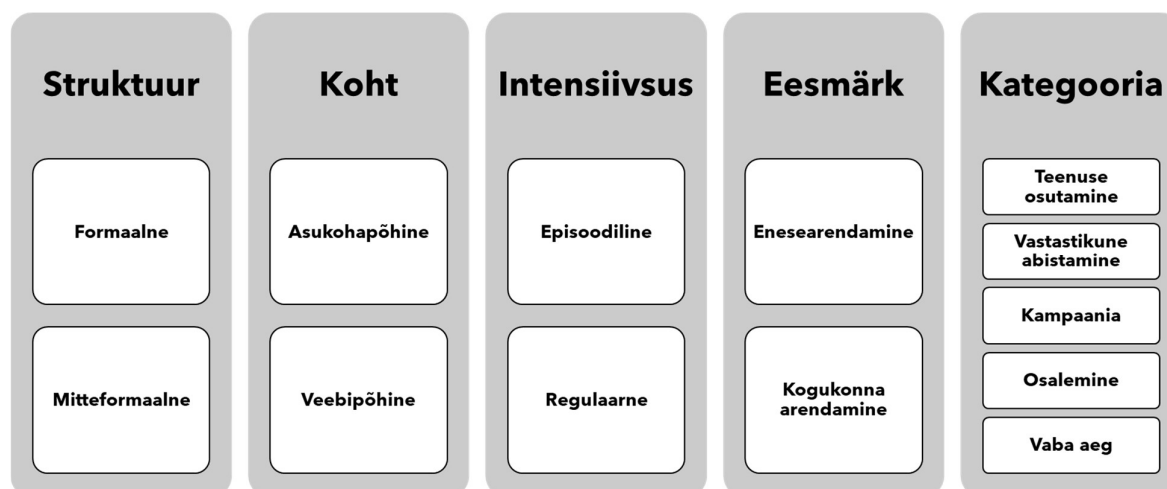 Struktuur
Formaalne
Mitteformaalne
Koht
Asukohapõhine
Veebipõhine
Intensiivsus
Episoodiline
Regulaarne
Eesmärk
Enesearendamine
Kogukonna
arendamine
Kategooria
Teenuse
osutamine
Vastastikune
abistamine
Kampaania
Osalemine
Vaba aeg